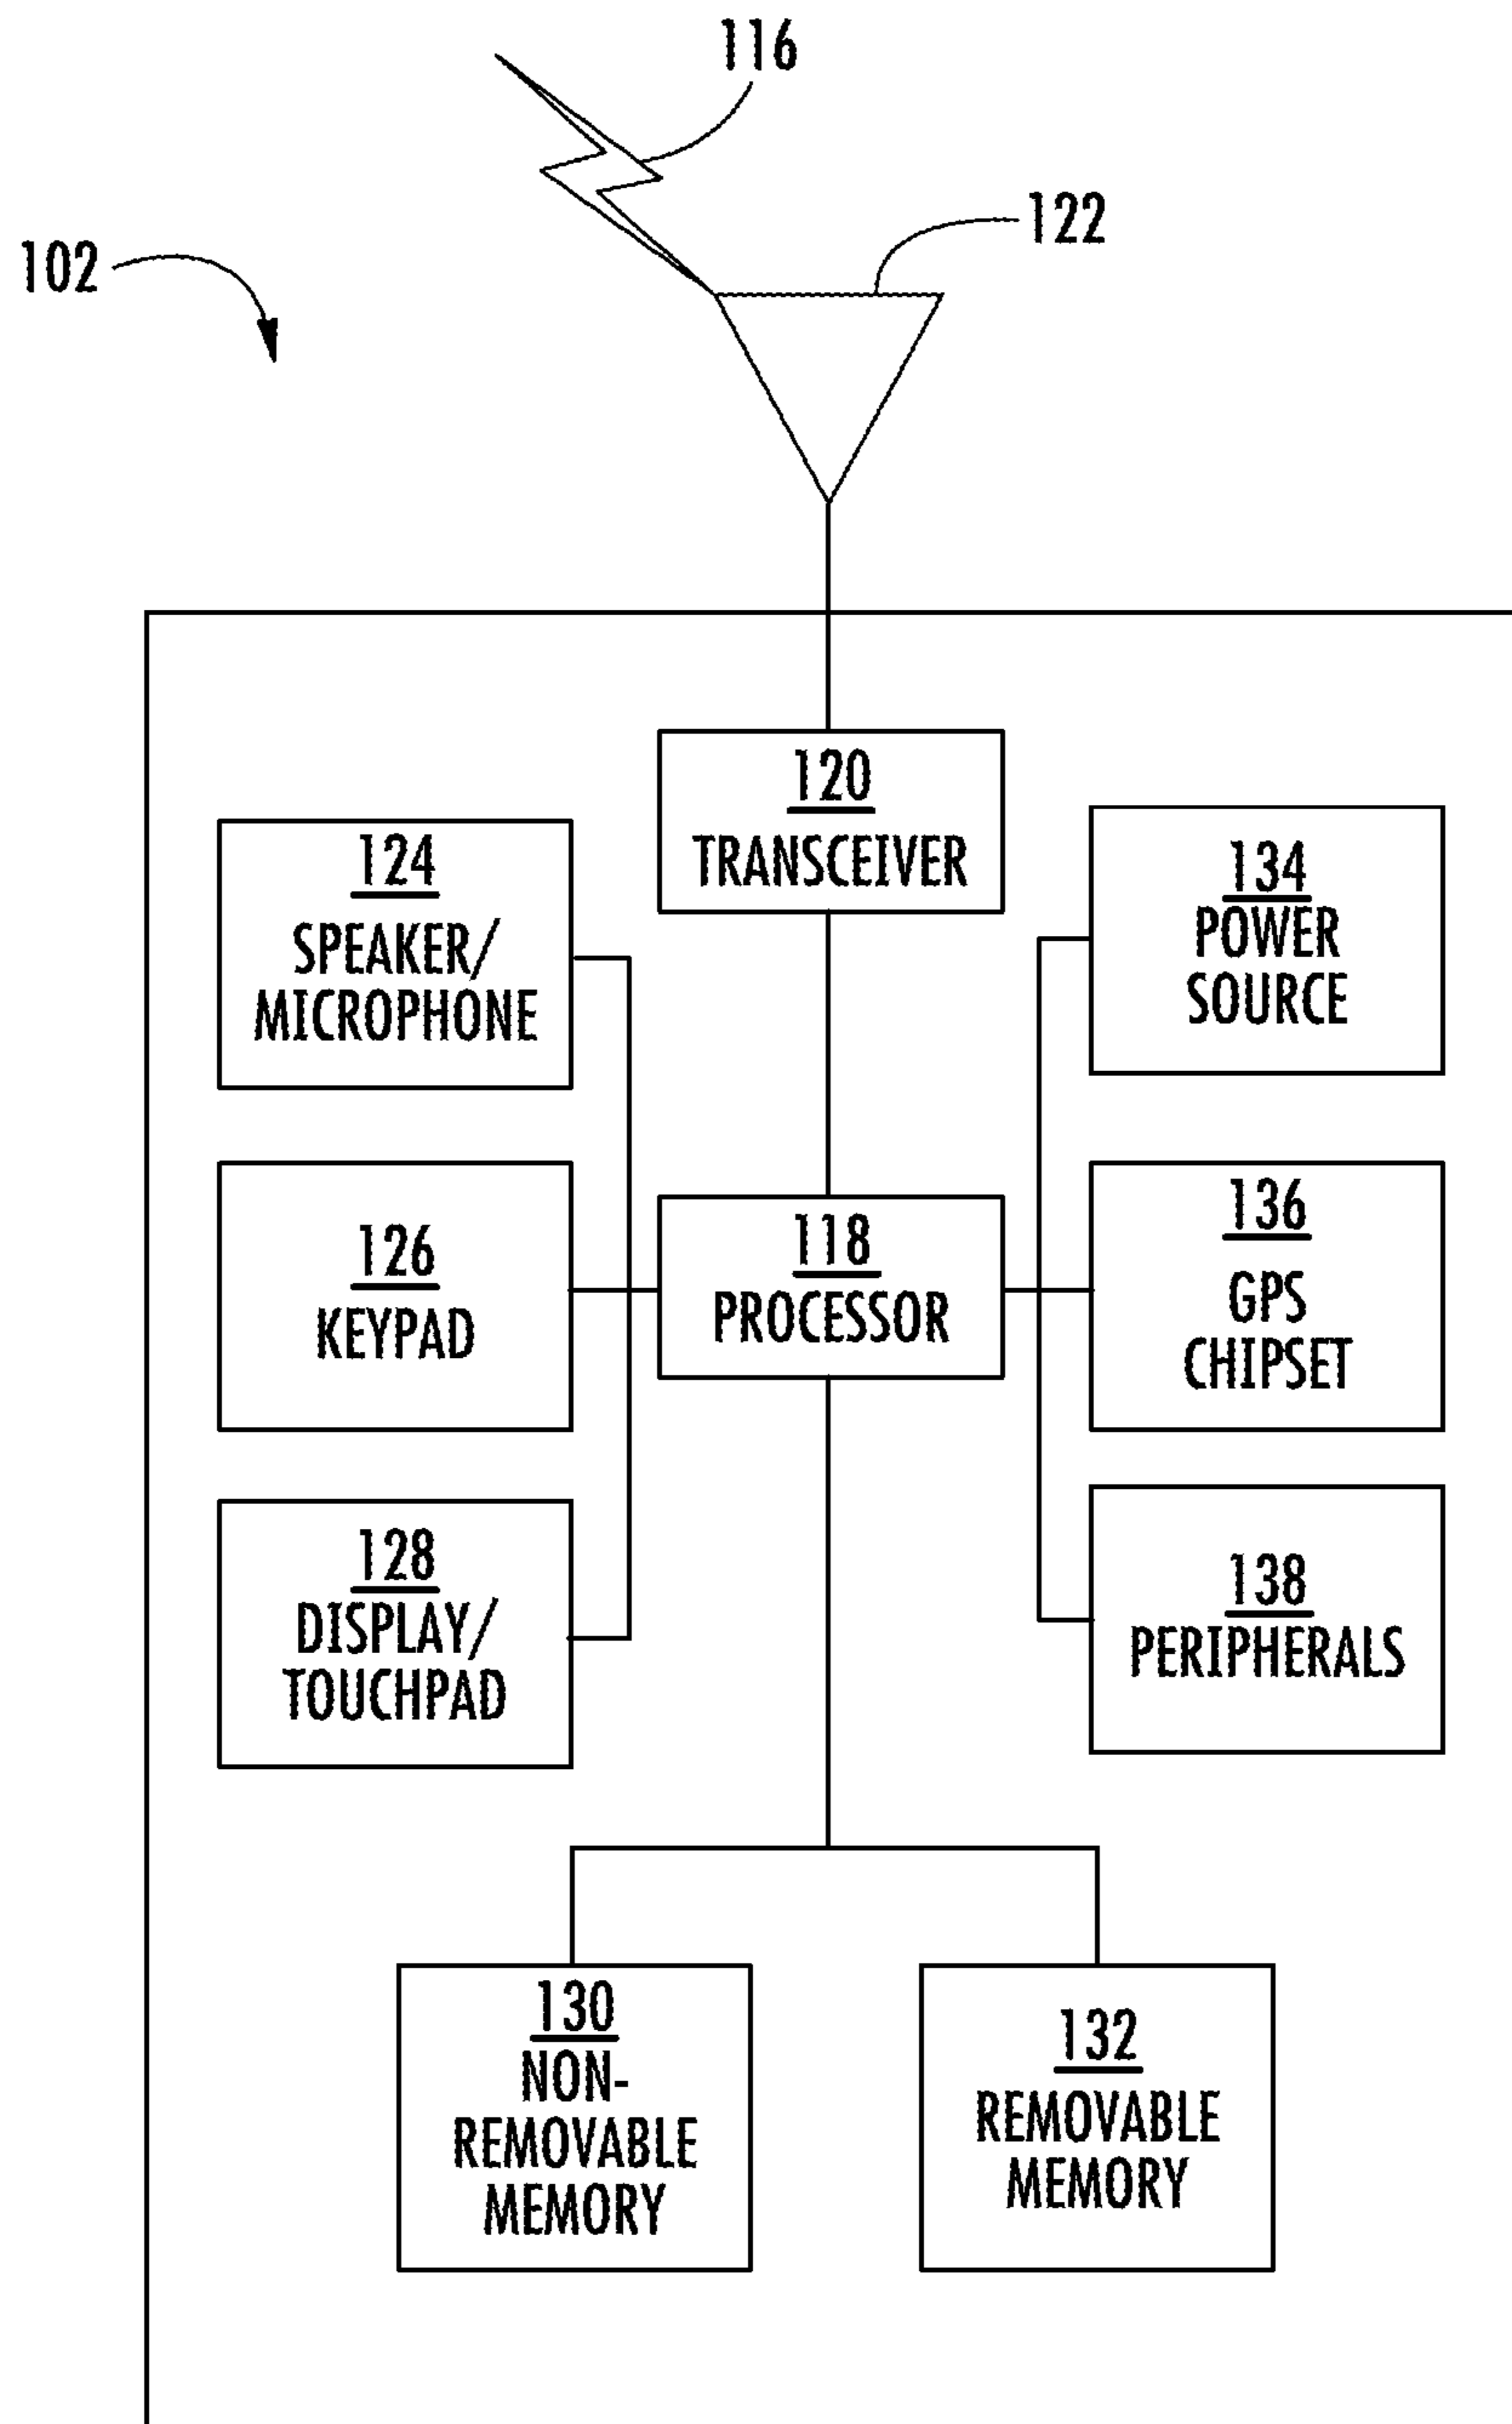 116
122
102
120
TRANSCEIVER
124
SPEAKER/
MICROPHONE
134
POWER
SOURCE
126
KEYPAD
118
PROCESSOR
136
GPS
CHIPSET
128
DISPLAY/
TOUCHPAD
138
PERIPHERALS
130
NON-
REMOVABLE
MEMORY
132
REMOVABLE
MEMORY